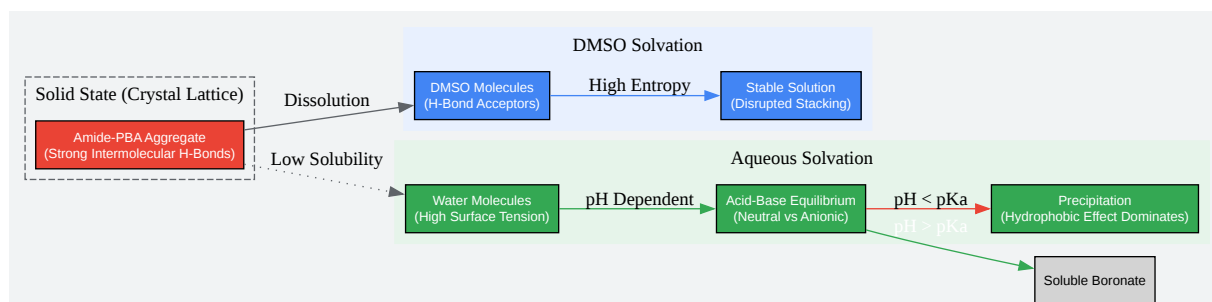 DMSO Solvation
Solid State (Crystal Lattice)
Amide-PBA Aggregate
(Strong Intermolecular H-Bonds)
Dissolution
DMSO Molecules
(H-Bond Acceptors)
High Entropy
Stable Solution
(Disrupted Stacking)
Low Solubility
Aqueous Solvation
Water Molecules
(High Surface Tension)
pH Dependent
Acid-Base Equilibrium
(Neutral vs Anionic)
pH < pKa
pH > pKa
Precipitation
(Hydrophobic Effect Dominates)
Soluble Boronate